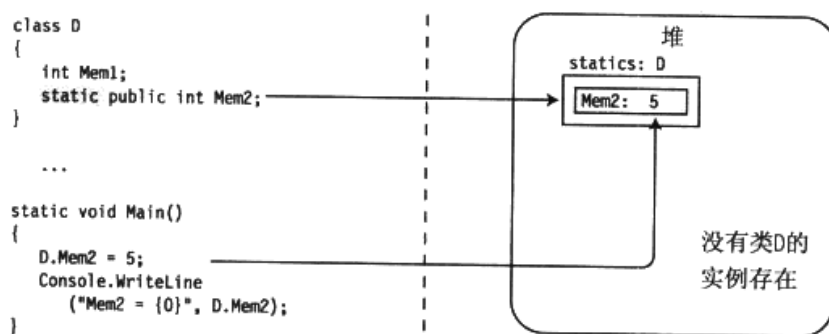 class D
{
int Mem1;
static public int Mem2;
}
...
static void Main()
{
D.Mem2 = 5;
Console.WriteLine
("Mem2 = {0}", D.Mem2);
}
堆
statics: D
Mem2: 5
没有类D的
实例存在